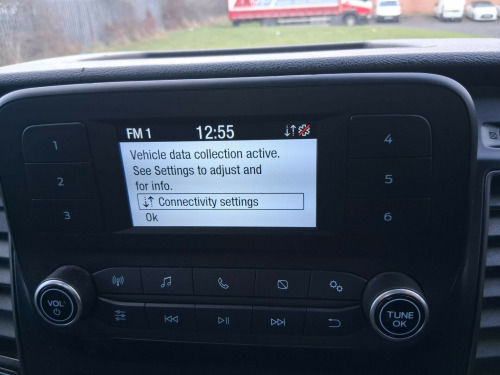 FM 1 12:55
Vehicle data collection active.
See Settings to adjust and
for info.
Connectivity settings
Ok
1
2
3
4
5
6
VOL
TUNE
OK